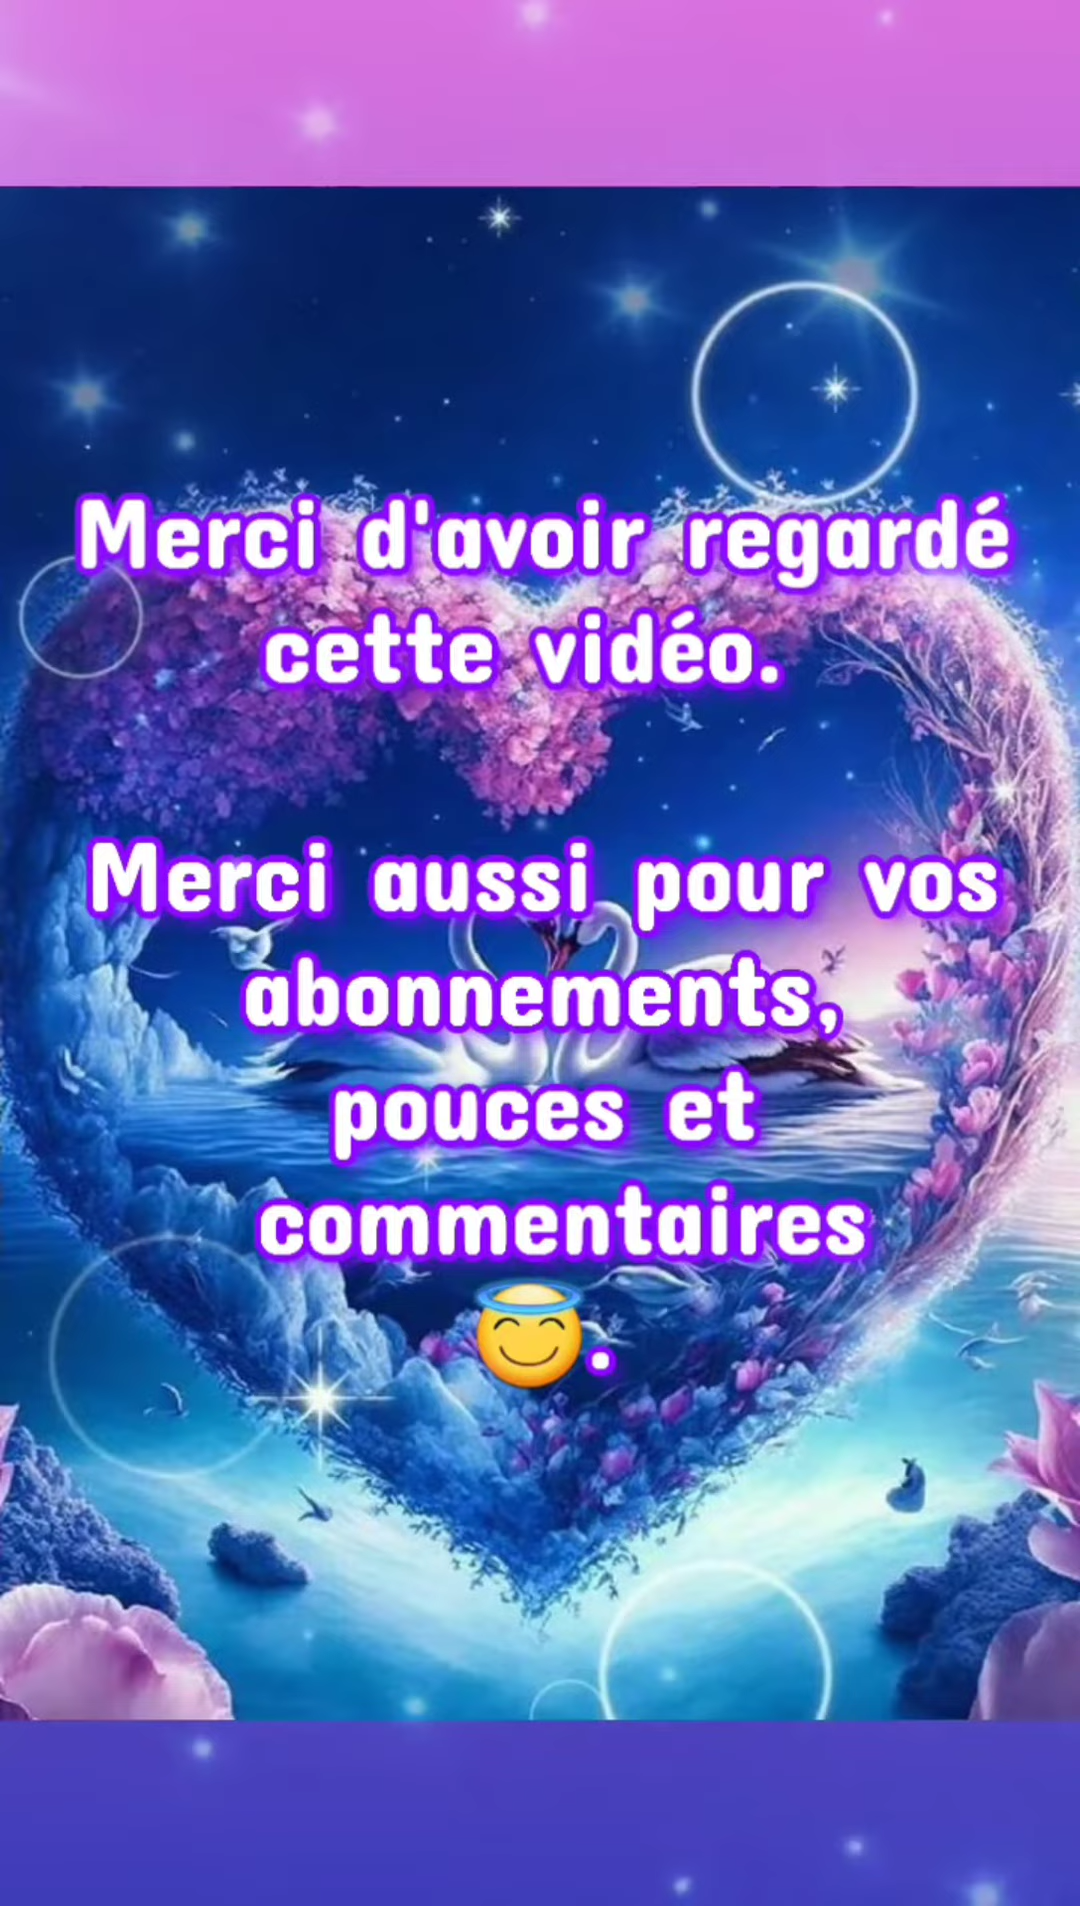 Merci d'avoir regardé
cette vidéo.
Merci aussi pour vos
abonnements,
pouces et
commentaires
😇.